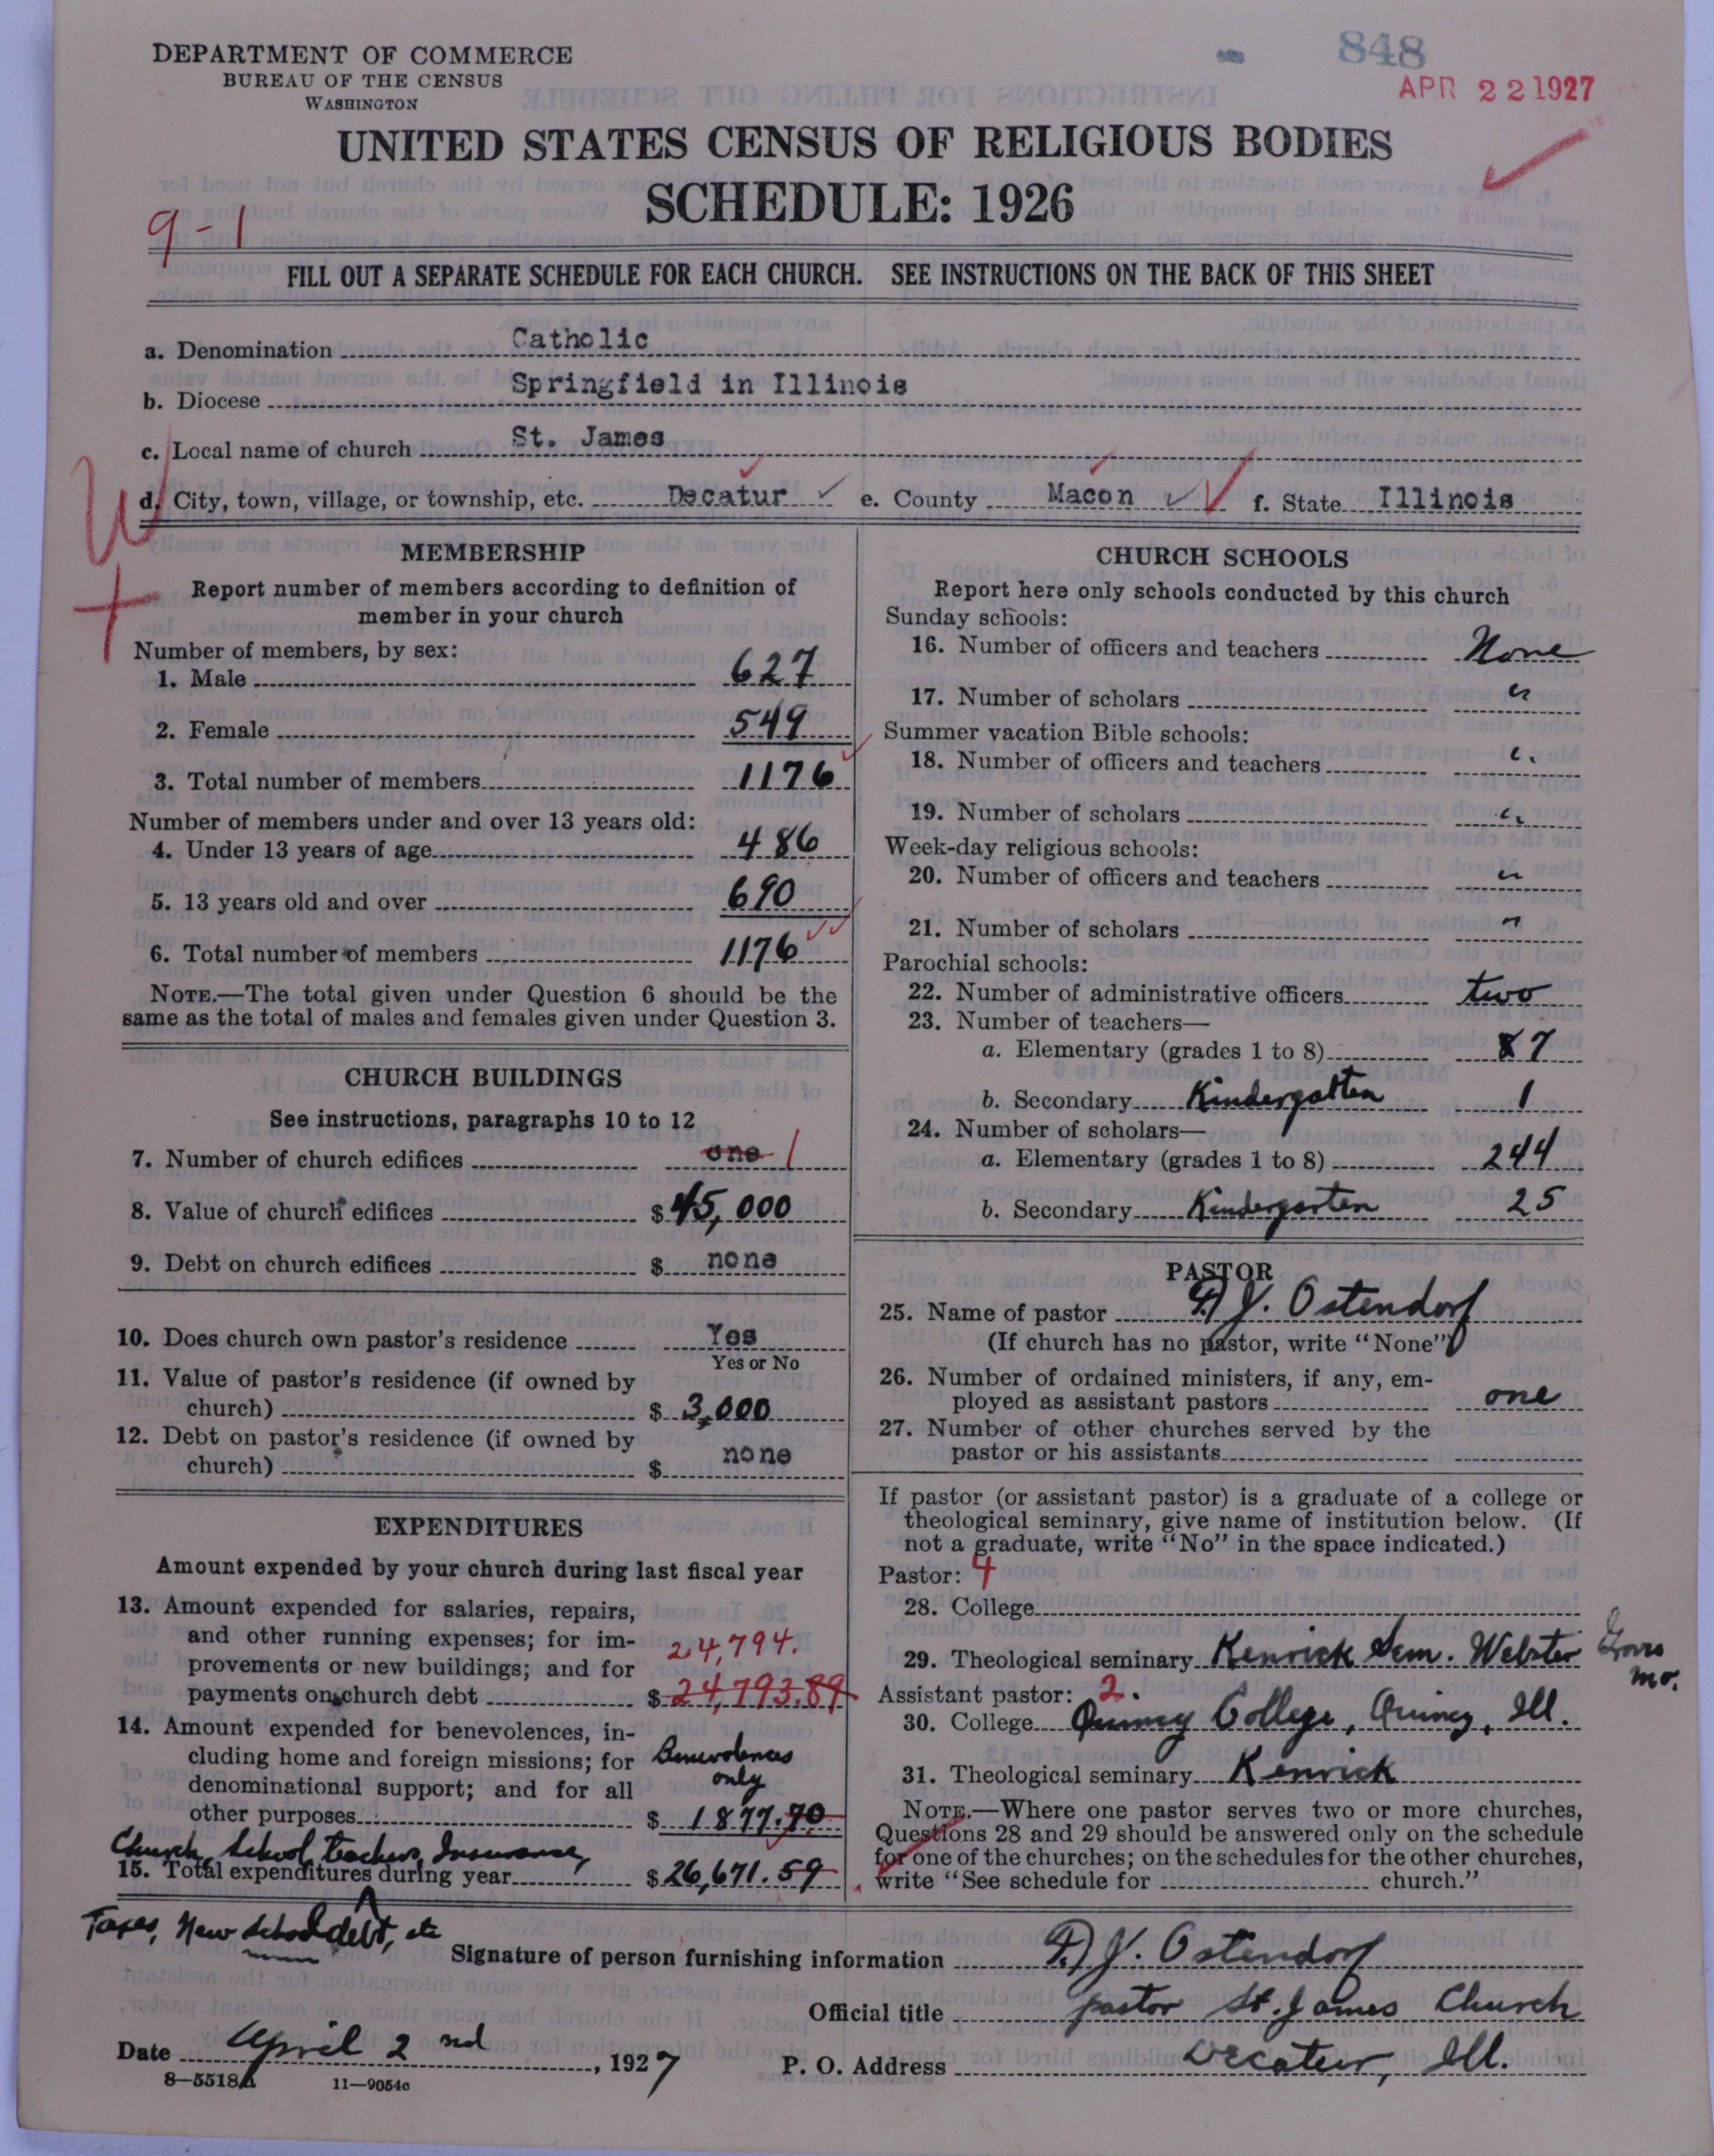 848
APR 22 1927
DEPARTMENT OF COMMERCE
BUREAU OF THE CENSUS
WASHINGTON
UNITED STATES CENSUS OF RELIGIOUS BODIES
SCHEDULE: 1926
9-1
FILL OUT A SEPARATE SCHEDULE FOR EACH CHURCH. SEE INSTRUCTIONS ON THE BACK OF THIS SHEET
a. Denomination Catholic
b. Diocese Springfield in Illinois
c. Local name of church St. James
d. City, town, village, or township, etc. Decatur ✓ e. County Macon ✓ f. State Illinois
MEMBERSHIP
Report number of members according to definition of
member in your church
Number of members, by sex:
1. Male 627
2. Female 549
3. Total number of members 1176
Number of members under and over 13 years old:
4. Under 13 years of age 486
5. 13 years old and over 690
6. Total number of members 1176
NOTE.—The total given under Question 6 should be the
same as the total of males and females given under Question 3.
CHURCH BUILDINGS
See instructions, paragraphs 10 to 12
7. Number of church edifices one 1
8. Value of church edifices $ 45,000
9. Debt on church edifices $ none
10. Does church own pastor's residence Yes
Yes or No
11. Value of pastor's residence (if owned by
church) $ 3,000
12. Debt on pastor's residence (if owned by
church) $ none
EXPENDITURES
Amount expended by your church during last fiscal year
13. Amount expended for salaries, repairs,
and other running expenses; for im-
provements or new buildings; and for 24,794.
payments on church debt $ 24,793.89
14. Amount expended for benevolences, in-
cluding home and foreign missions; for Benevolences
denominational support; and for all only
other purposes $ 1877.70
Church, School, teachers, Insurance,
15. Total expenditures during year $ 26,671.59
Taxes, New School debt, etc
CHURCH SCHOOLS
Report here only schools conducted by this church
Sunday schools:
16. Number of officers and teachers None
17. Number of scholars "
Summer vacation Bible schools:
18. Number of officers and teachers "
19. Number of scholars "
Week-day religious schools:
20. Number of officers and teachers "
21. Number of scholars "
Parochial schools:
22. Number of administrative officers two
23. Number of teachers—
a. Elementary (grades 1 to 8) 7
b. Secondary Kindergatten 1
24. Number of scholars—
a. Elementary (grades 1 to 8) 244
b. Secondary Kindergarten 25
PASTOR
25. Name of pastor J. Ostendorf
(If church has no pastor, write "None")
26. Number of ordained ministers, if any, em-
ployed as assistant pastors one
27. Number of other churches served by the
pastor or his assistants
If pastor (or assistant pastor) is a graduate of a college or
theological seminary, give name of institution below. (If
not a graduate, write "No" in the space indicated.)
Pastor: 4
28. College
29. Theological seminary Kenrick Sem. Webster Groves
Mo.
Assistant pastor: 2.
30. College Quincy College, Quincy, Ill.
31. Theological seminary Kenrick
NOTE.—Where one pastor serves two or more churches,
Questions 28 and 29 should be answered only on the schedule
for one of the churches; on the schedules for the other churches,
write "See schedule for church."
Signature of person furnishing information J. Ostendorf
Official title pastor St. James Church
Date April 2nd, 1927 P. O. Address Decatur, Ill.
8—5518A 11—9054c